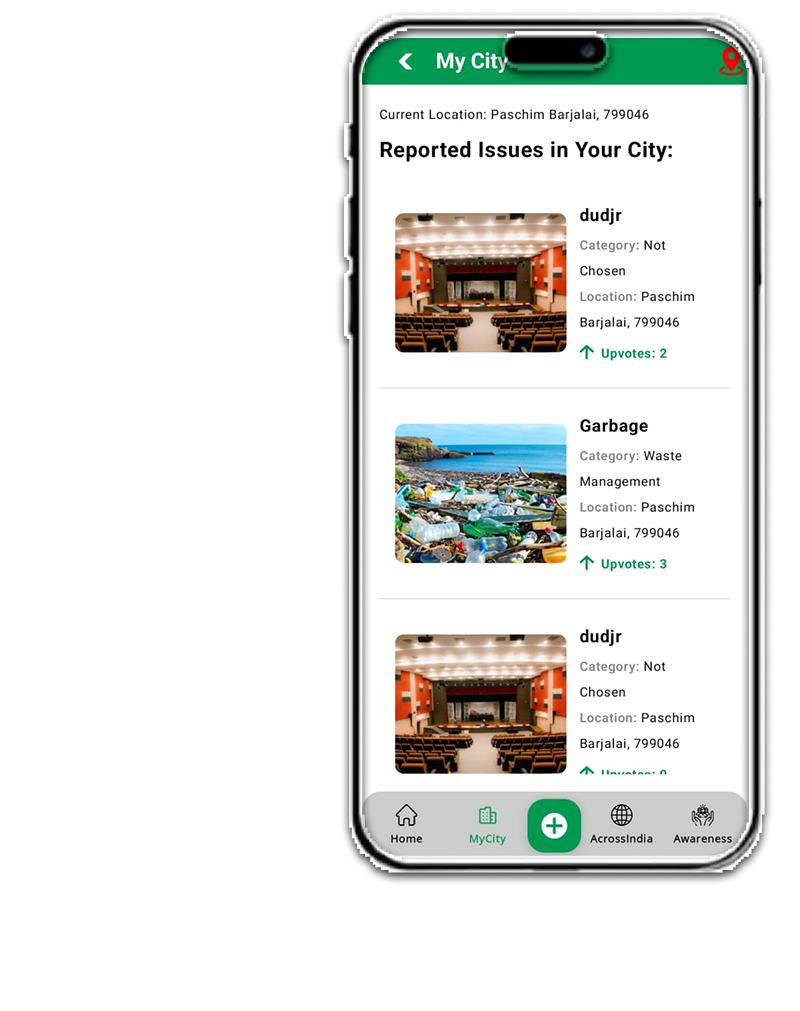 My City
Current Location: Paschim Barjalai, 799046
Reported Issues in Your City:
dudjr
Category: Not
Chosen
Location: Paschim
Barjalai, 799046
Upvotes: 2
Garbage
Category: Waste
Management
Location: Paschim
Barjalai, 799046
Upvotes: 3
dudjr
Category: Not
Chosen
Location: Paschim
Barjalai, 799046
Upvotes: 0
Home
MyCity
AcrossIndia
Awareness